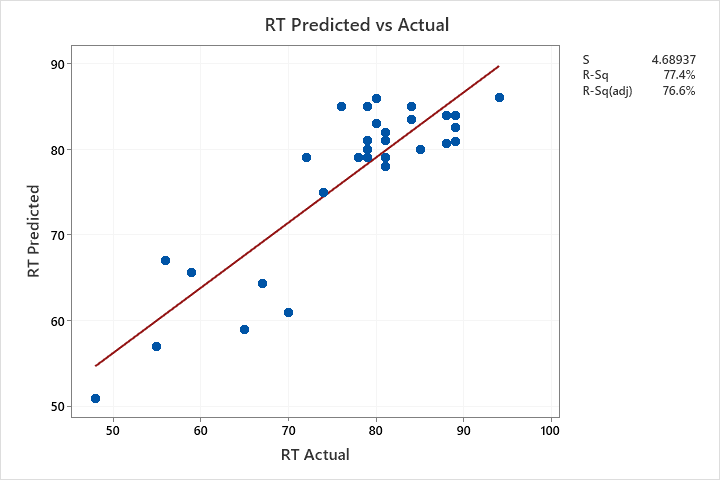 RT Predicted vs Actual
S 4.68937
R-Sq 77.4%
R-Sq(adj) 76.6%
90
80
70
60
50
RT Predicted
50 60 70 80 90 100
RT Actual